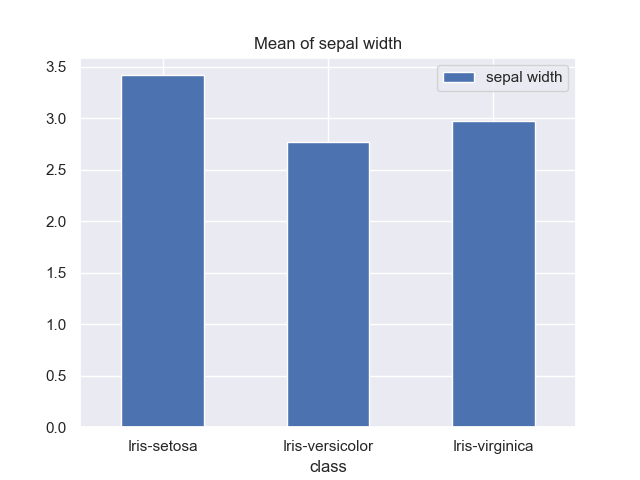 Mean of sepal width
sepal width
3.5
3.0
2.5
2.0
1.5
1.0
0.5
0.0
Iris-setosa Iris-versicolor Iris-virginica
class